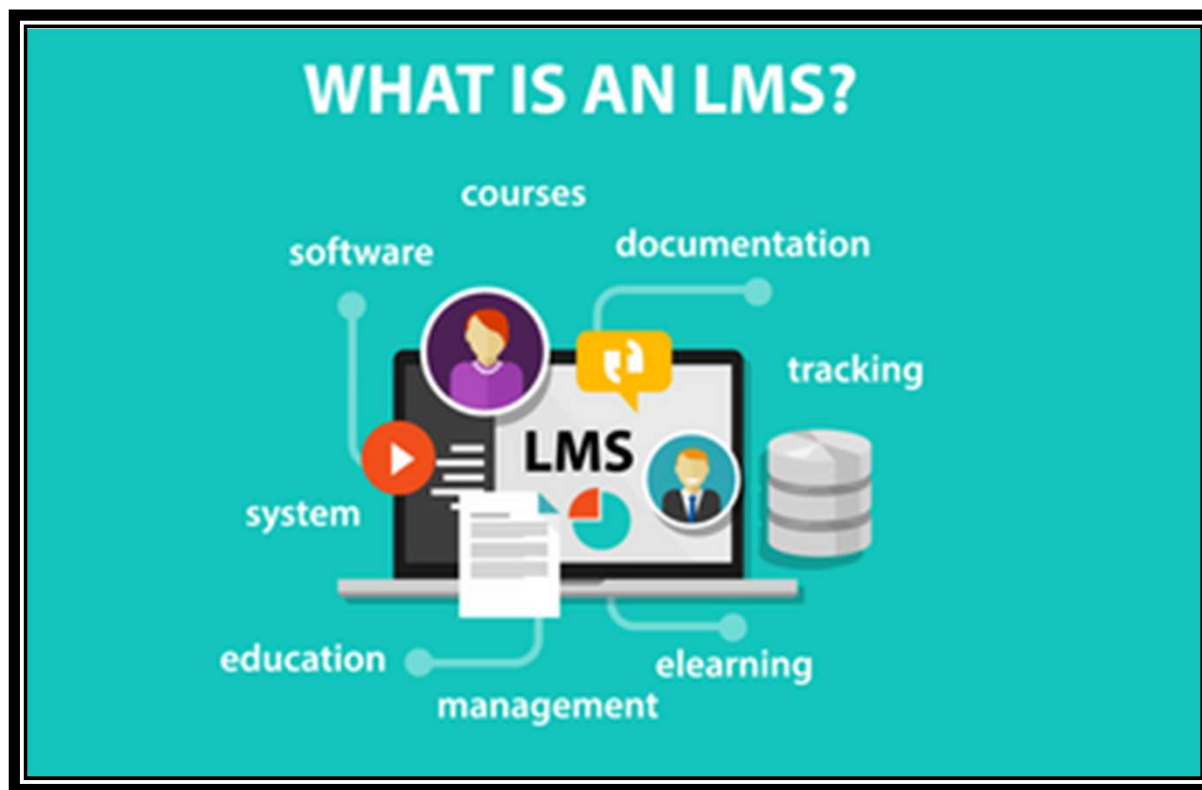 WHAT IS AN LMS?
courses
software
documentation
tracking
LMS
system
education
elearning
management